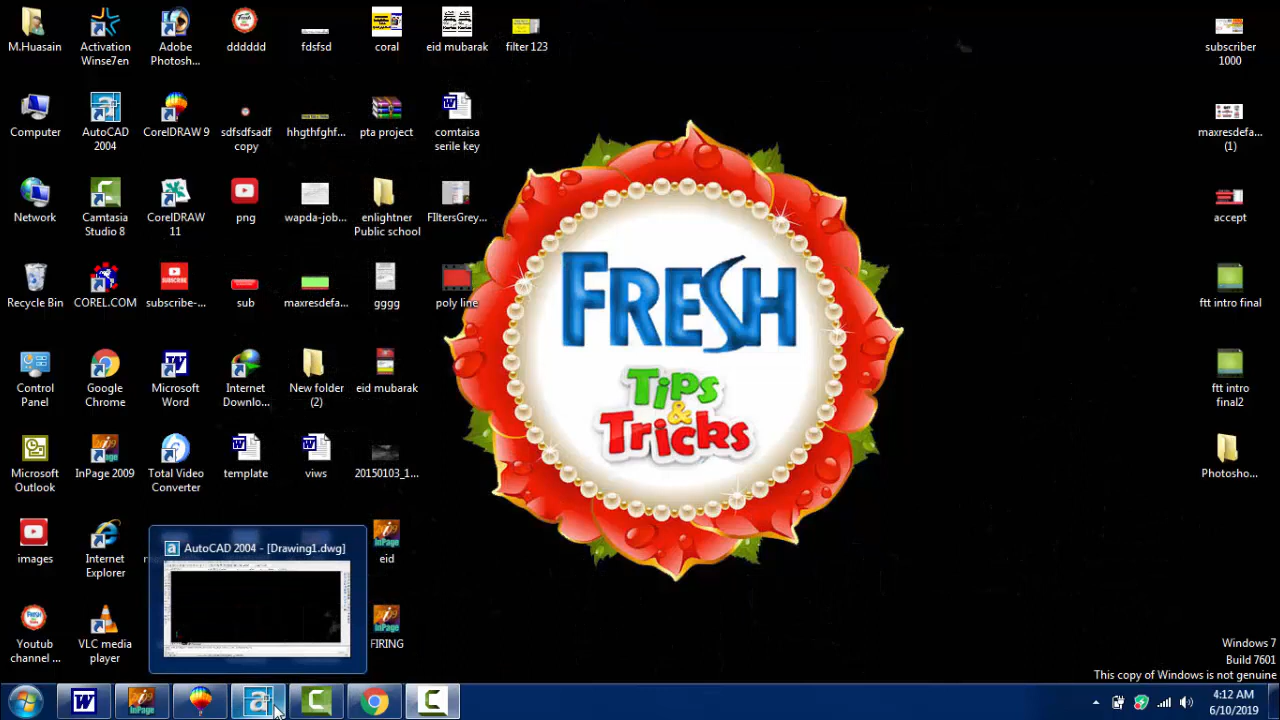 M.Huasain
Activation
Winse7en
Adobe
Photosh...
dddddd
fdsfsd
coral
eid mubarak
filter 123
subscriber
1000
Computer
AutoCAD
2004
CorelDRAW 9
sdfsdfsadf
copy
hhgthfghf...
pta project
comtaisa
serile key
maxresdefa...
(1)
Network
Camtasia
Studio 8
CorelDRAW
11
png
wapda-job...
enlightner
Public school
FIltersGrey...
accept
Recycle Bin
COREL.COM
subscribe-...
sub
maxresdefa...
gggg
poly line
ftt intro final
Control
Panel
Google
Chrome
Microsoft
Word
Internet
Downlo...
New folder
(2)
eid mubarak
ftt intro
final2
Microsoft
Outlook
InPage 2009
Total Video
Converter
template
viws
20150103_1...
Photosho...
images
Internet
Explorer
eid
Youtub
channel ...
VLC media
player
FIRING
FRESH
Tips
&
Tricks
AutoCAD 2004 - [Drawing1.dwg]
Windows 7
Build 7601
This copy of Windows is not genuine
4:12 AM
6/10/2019